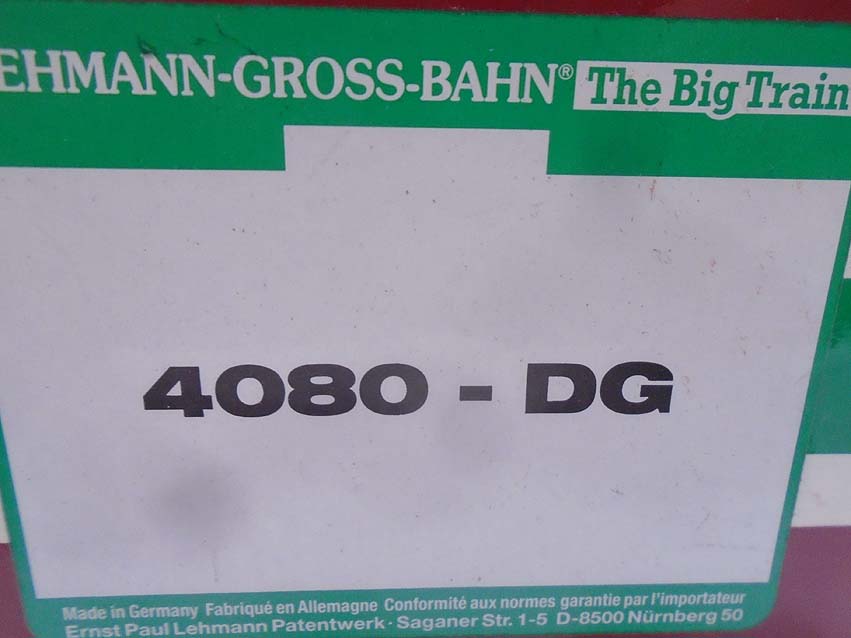 EHMANN-GROSS-BAHN® The Big Train
4080 - DG
Made in Germany Fabriqué en Allemagne Conformité aux normes garantie par l'importateur
Ernst Paul Lehmann Patentwerk · Saganer Str. 1-5 D-8500 Nürnberg 50